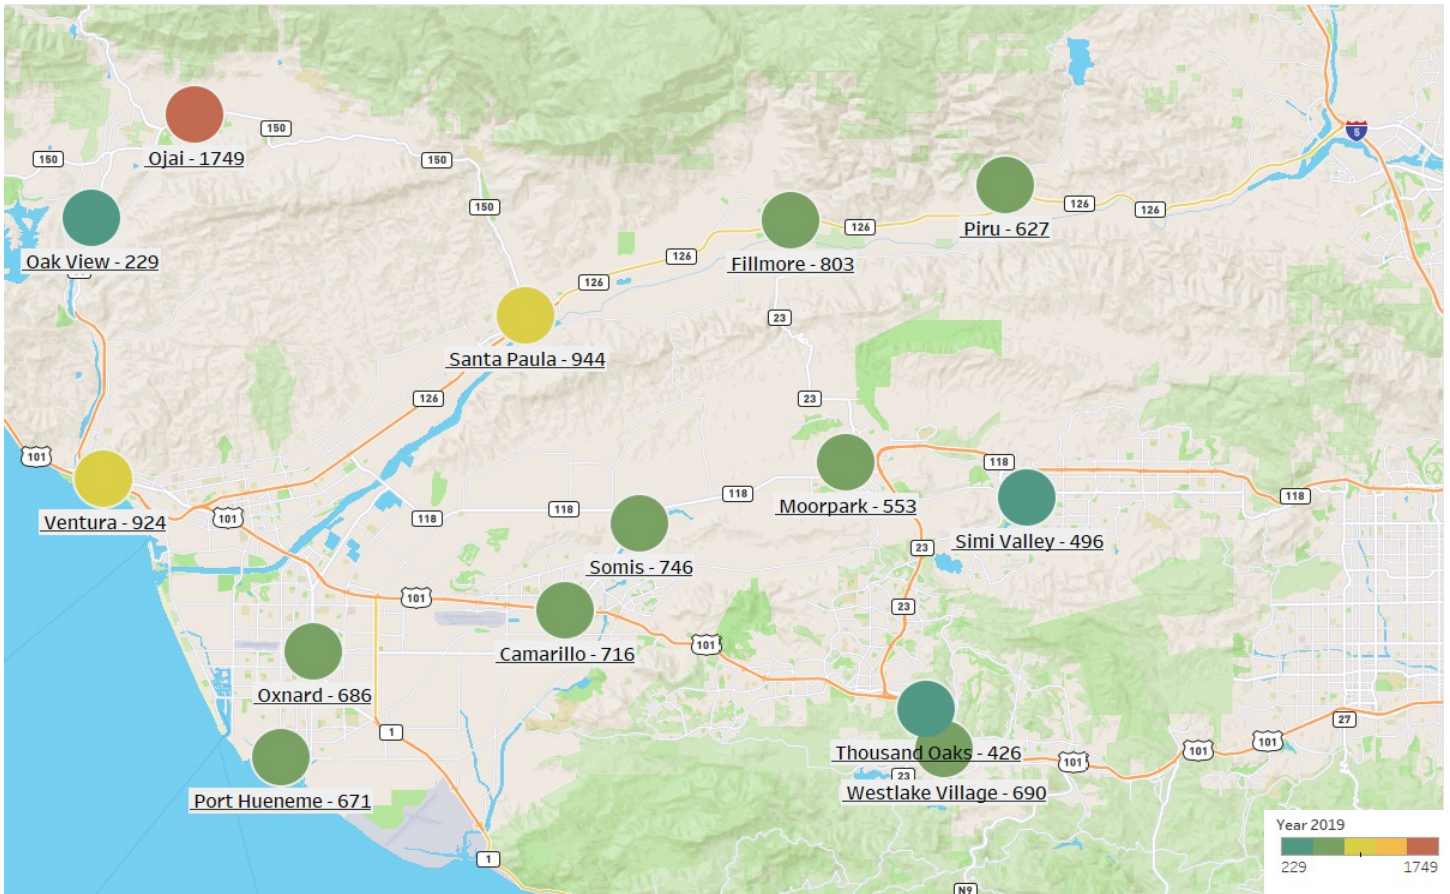 150
Ojai - 1749
150
150
5
Oak View - 229
150
Piru - 627
126
126
Fillmore - 803
126
126
126
Santa Paula - 944
23
126
23
101
Ventura - 924
101
118
118
118
Moorpark - 553
118
Simi Valley - 496
118
Somis - 746
23
101
Camarillo - 716
23
101
Oxnard - 686
1
Thousand Oaks - 426
23
Westlake Village - 690
101
101
101
27
Port Hueneme - 671
1
N9
Year 2019
229
1749